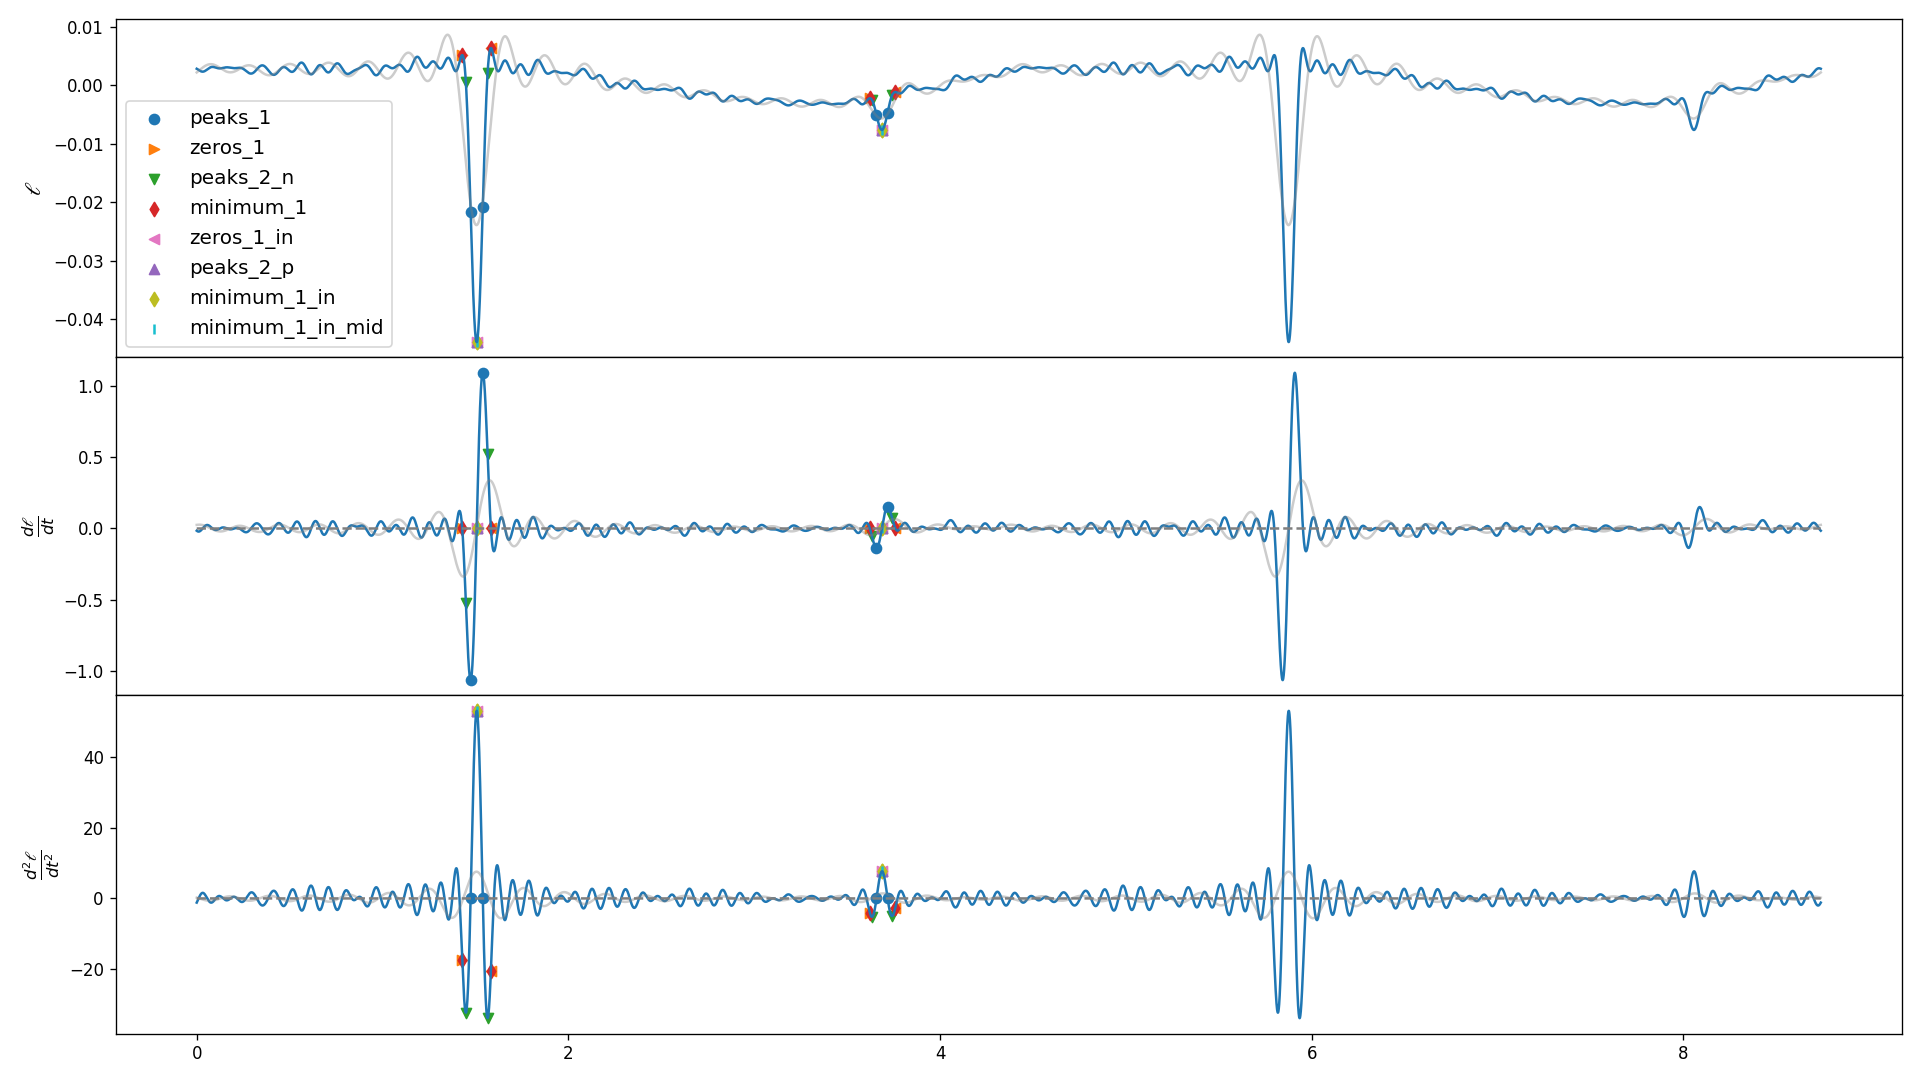 0.01
0.00
−0.01
−0.02
−0.03
−0.04
ℓ
peaks_1
zeros_1
peaks_2_n
minimum_1
zeros_1_in
peaks_2_p
minimum_1_in
minimum_1_in_mid
1.0
0.5
0.0
−0.5
−1.0
dℓ/dt
40
20
0
−20
d²ℓ/dt²
0 2 4 6 8